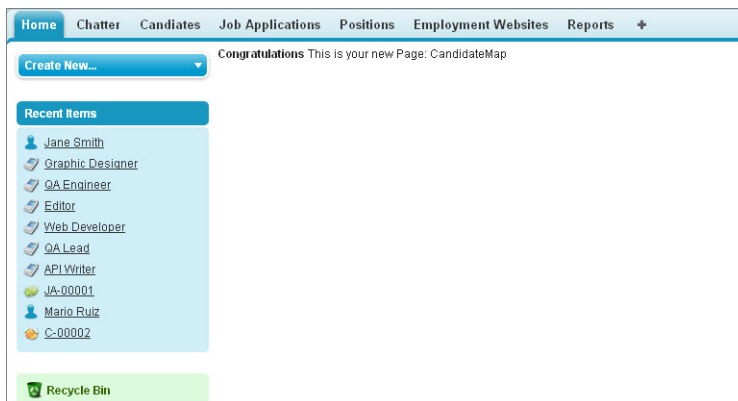 Home Chatter Candiates Job Applications Positions Employment Websites Reports +
Create New...
Congratulations This is your new Page: CandidateMap
Recent Items
Jane Smith
Graphic Designer
QA Engineer
Editor
Web Developer
QA Lead
API Writer
JA-00001
Mario Ruiz
C-00002
Recycle Bin